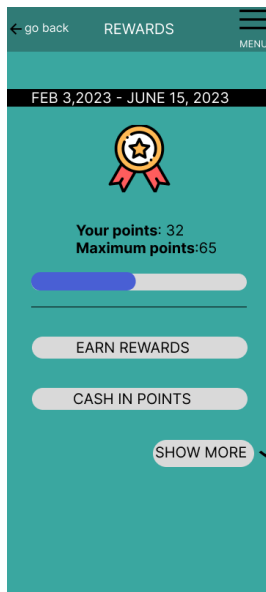 go back
REWARDS
MENU
FEB 3,2023 - JUNE 15, 2023
Your points: 32
Maximum points:65
EARN REWARDS
CASH IN POINTS
SHOW MORE